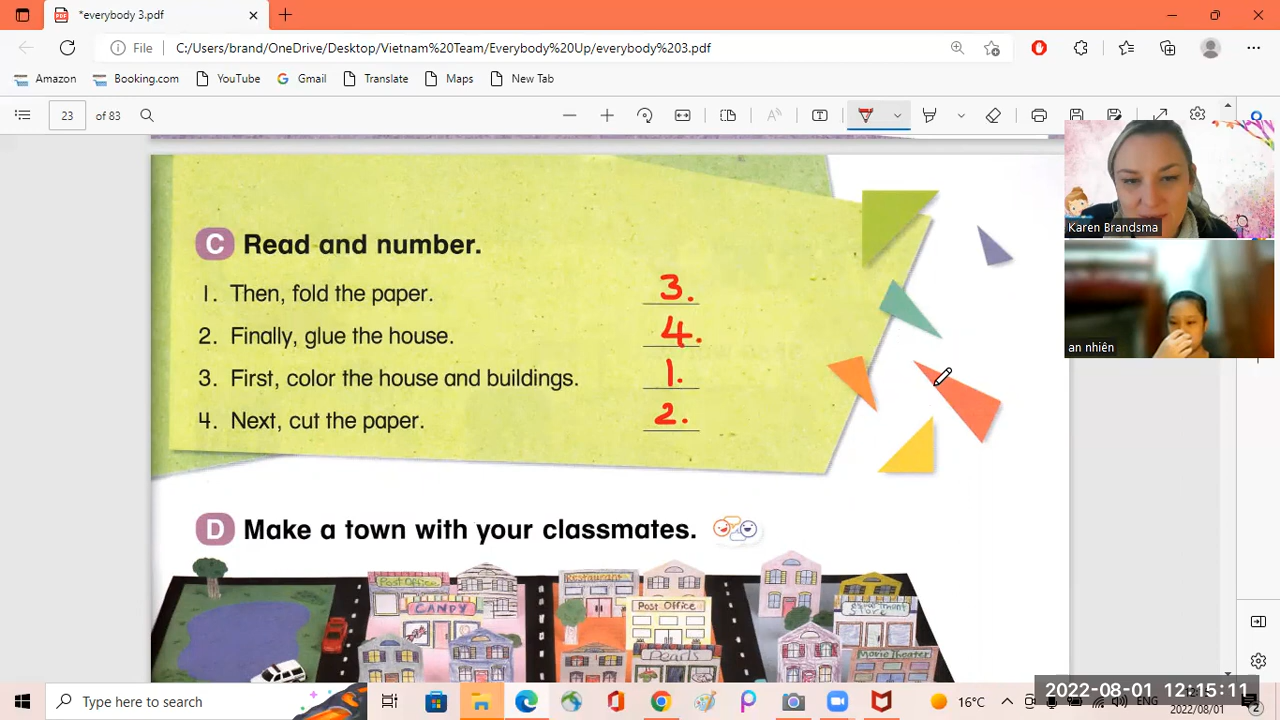 *everybody 3.pdf
File C:/Users/brand/OneDrive/Desktop/Vietnam%20Team/Everybody%20Up/everybody%203.pdf
Amazon Booking.com YouTube Gmail Translate Maps New Tab
23 of 83
Karen Brandsma
an nhiên
C Read and number.
1. Then, fold the paper. 3.
2. Finally, glue the house. 4.
3. First, color the house and buildings. 1.
4. Next, cut the paper. 2.
D Make a town with your classmates.
Post Office Restaurant
CANDY Post Office Store
Pearls Movie Theater
Type here to search 16°C ENG
2022-08-01 12:15:11
2022/08/01